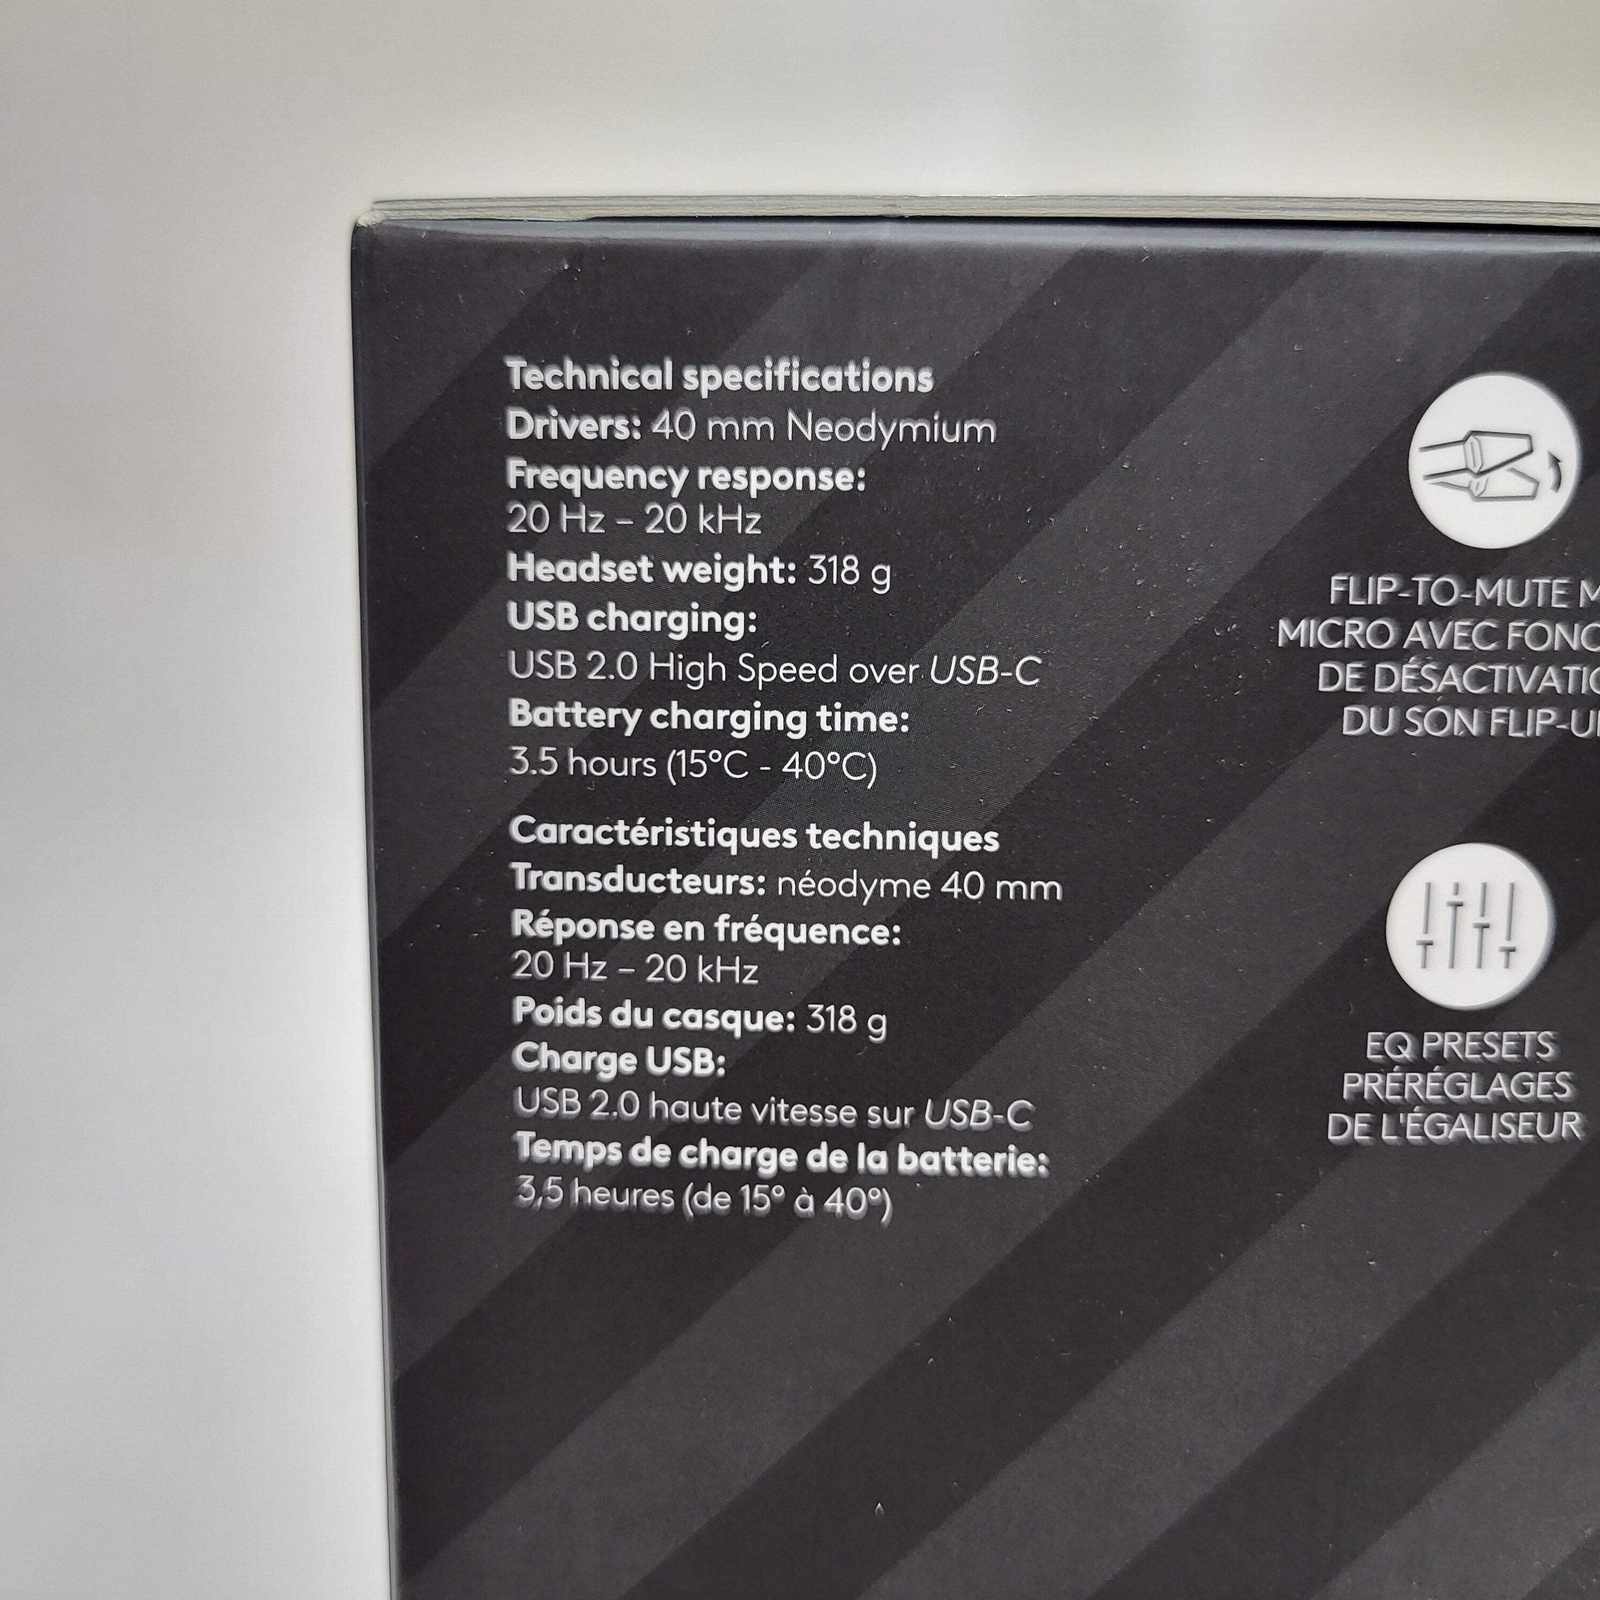 Technical specifications
Drivers: 40 mm Neodymium
Frequency response:
20 Hz – 20 kHz
Headset weight: 318 g
USB charging:
USB 2.0 High Speed over USB-C
Battery charging time:
3.5 hours (15°C - 40°C)
Caractéristiques techniques
Transducteurs: néodyme 40 mm
Réponse en fréquence:
20 Hz – 20 kHz
Poids du casque: 318 g
Charge USB:
USB 2.0 haute vitesse sur USB-C
Temps de charge de la batterie:
3,5 heures (de 15° à 40°)
FLIP-TO-MUTE
MICRO AVEC
DE
DU SON
EQ PRESETS
PRÉRÉGLAGES
DE L'ÉGALISEUR